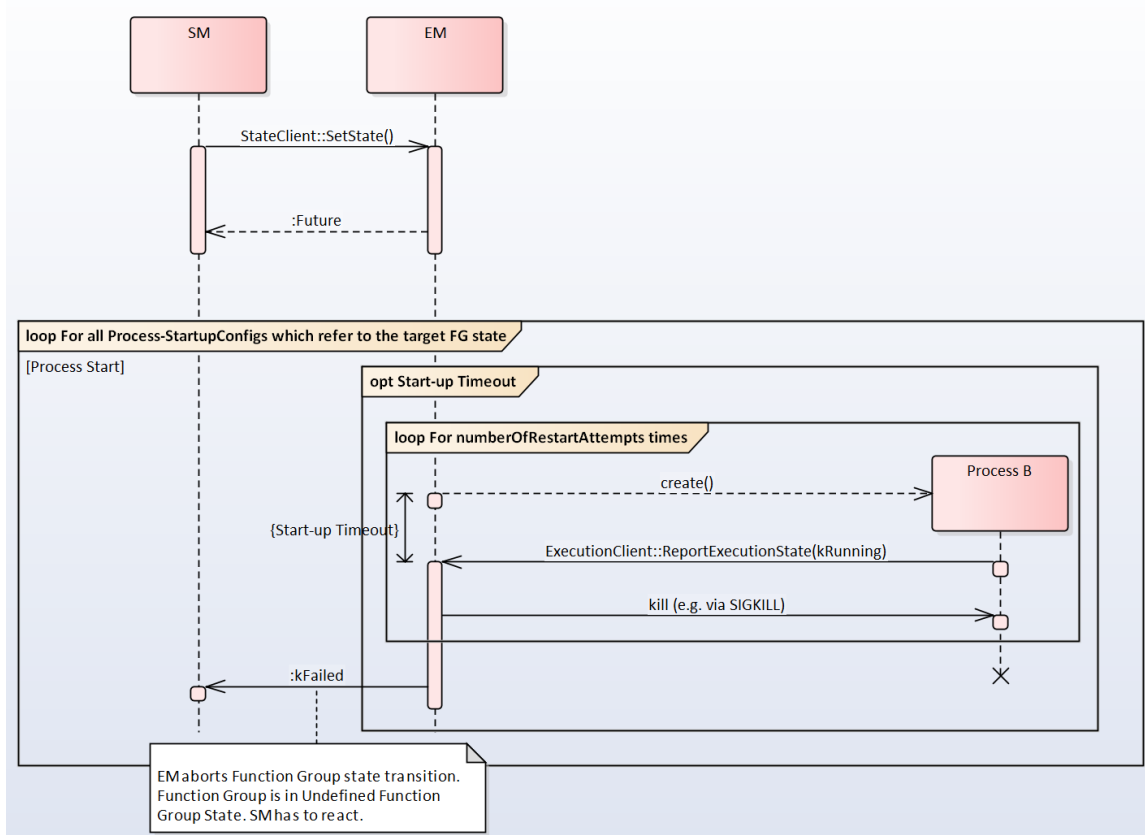 SM
EM
StateClient::SetState()
:Future
loop For all Process-StartupConfigs which refer to the target FG state
[Process Start]
opt Start-up Timeout
loop For numberOfRestartAttempts times
Process B
create()
{Start-up Timeout}
ExecutionClient::ReportExecutionState(kRunning)
kill (e.g. via SIGKILL)
:kFailed
EM aborts Function Group state transition.
Function Group is in Undefined Function
Group State. SM has to react.